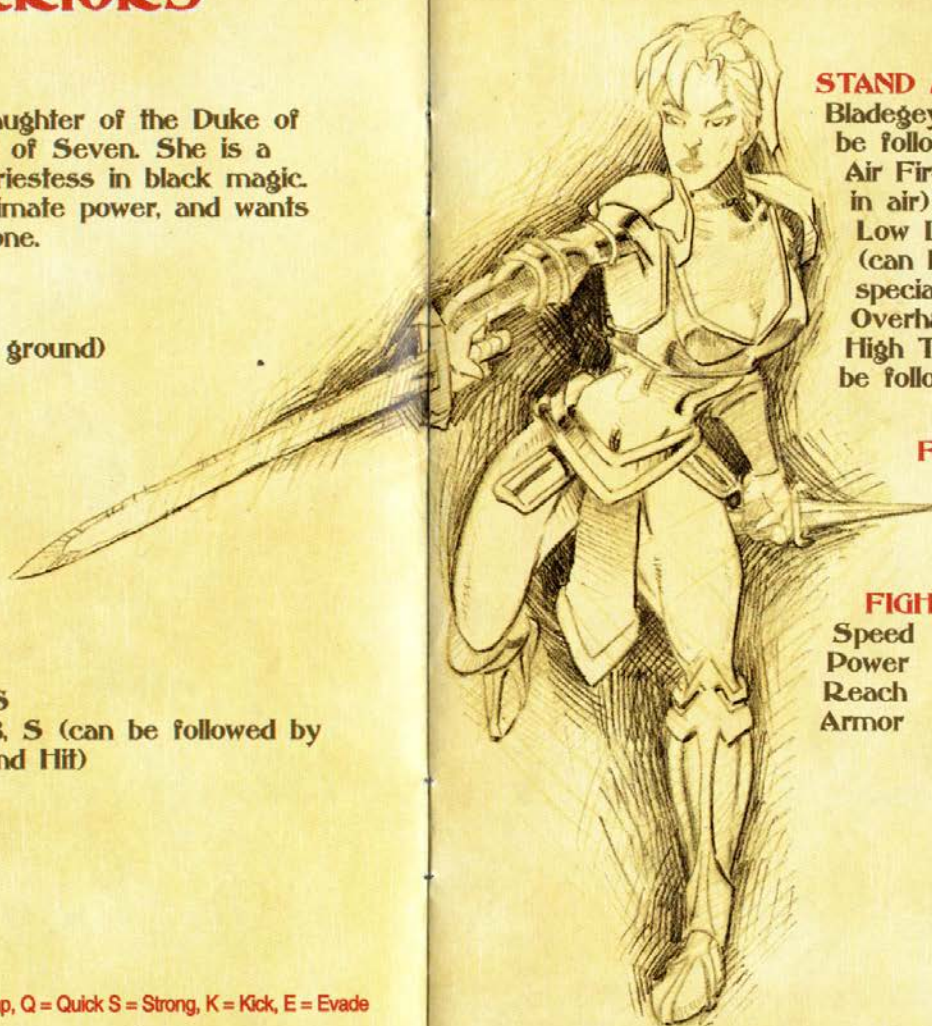 aughter of the Duke of
of Seven. She is a
riestess in black magic.
imate power, and wants
one.
ground)
S
S (can be followed by
nd Hit)
p, Q = Quick S = Strong, K = Kick, E = Evade
STAND
Bladegey
be follo
Air Fir
in air)
Low
(can
specia
Overha
High T
be follo
F
FIGH
Speed
Power
Reach
Armor